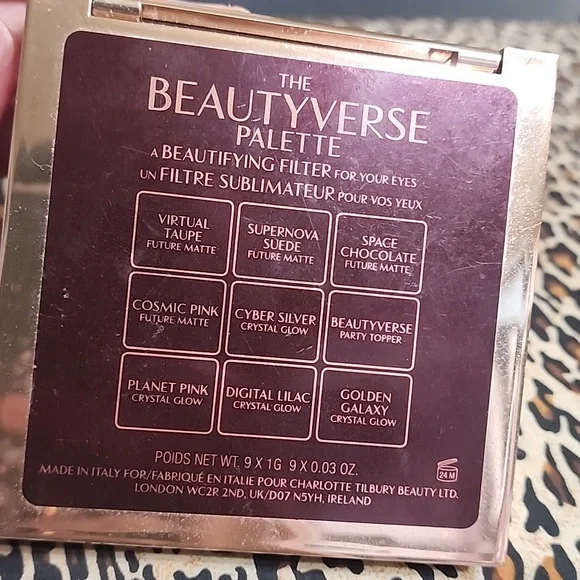 THE
BEAUTYVERSE
PALETTE
A BEAUTIFYING FILTER FOR YOUR EYES
UN FILTRE SUBLIMATEUR POUR VOS YEUX
VIRTUAL
TAUPE
FUTURE MATTE
SUPERNOVA
SUEDE
FUTURE MATTE
SPACE
CHOCOLATE
FUTURE MATTE
COSMIC PINK
FUTURE MATTE
CYBER SILVER
CRYSTAL GLOW
BEAUTYVERSE
PARTY TOPPER
PLANET PINK
CRYSTAL GLOW
DIGITAL LILAC
CRYSTAL GLOW
GOLDEN
GALAXY
CRYSTAL GLOW
POIDS NET WT. 9 X 1G 9 X 0.03 OZ.
24 M
MADE IN ITALY FOR/FABRIQUÉ EN ITALIE POUR CHARLOTTE TILBURY BEAUTY LTD.
LONDON WC2R 2ND, UK/D07 N5YH, IRELAND